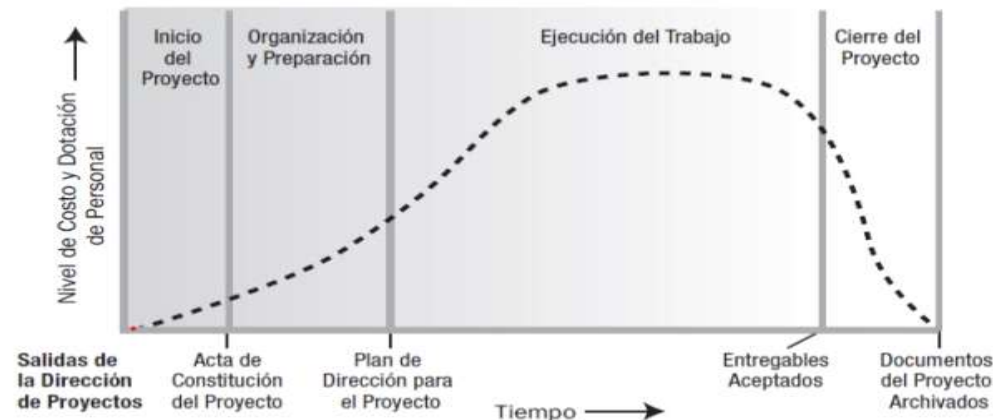 Inicio
del
Proyecto
Organización
y Preparación
Ejecución del Trabajo
Cierre del
Proyecto
Nivel de Costo y Dotación
de Personal
Salidas de
la Dirección
de Proyectos
Acta de
Constitución
del Proyecto
Plan de
Dirección para
el Proyecto
Entregables
Aceptados
Documentos
del Proyecto
Archivados
Tiempo